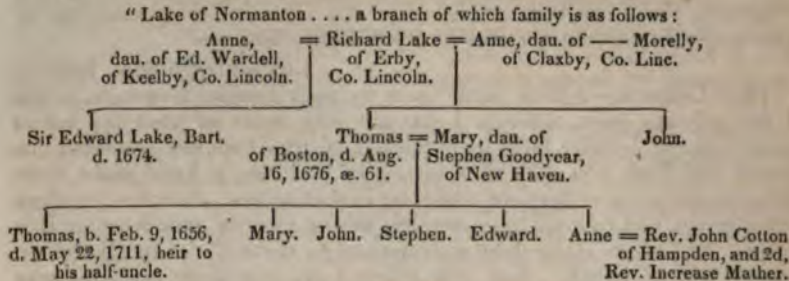 " Lake of Normanton . . . . a branch of which family is as follows :
Anne, = Richard Lake = Anne, dau. of —— Morelly,
dau. of Ed. Wardell, of Erby, of Claxby, Co. Linc.
of Keelby, Co. Lincoln. Co. Lincoln.
Sir Edward Lake, Bart. Thomas = Mary, dau. of John.
d. 1674. of Boston, d. Aug. Stephen Goodyear,
16, 1676, æ. 61. of New Haven.
Thomas, b. Feb. 9, 1656, Mary. John. Stephen. Edward. Anne = Rev. John Cotton
d. May 22, 1711, heir to of Hampden, and 2d,
his half-uncle. Rev. Increase Mather.